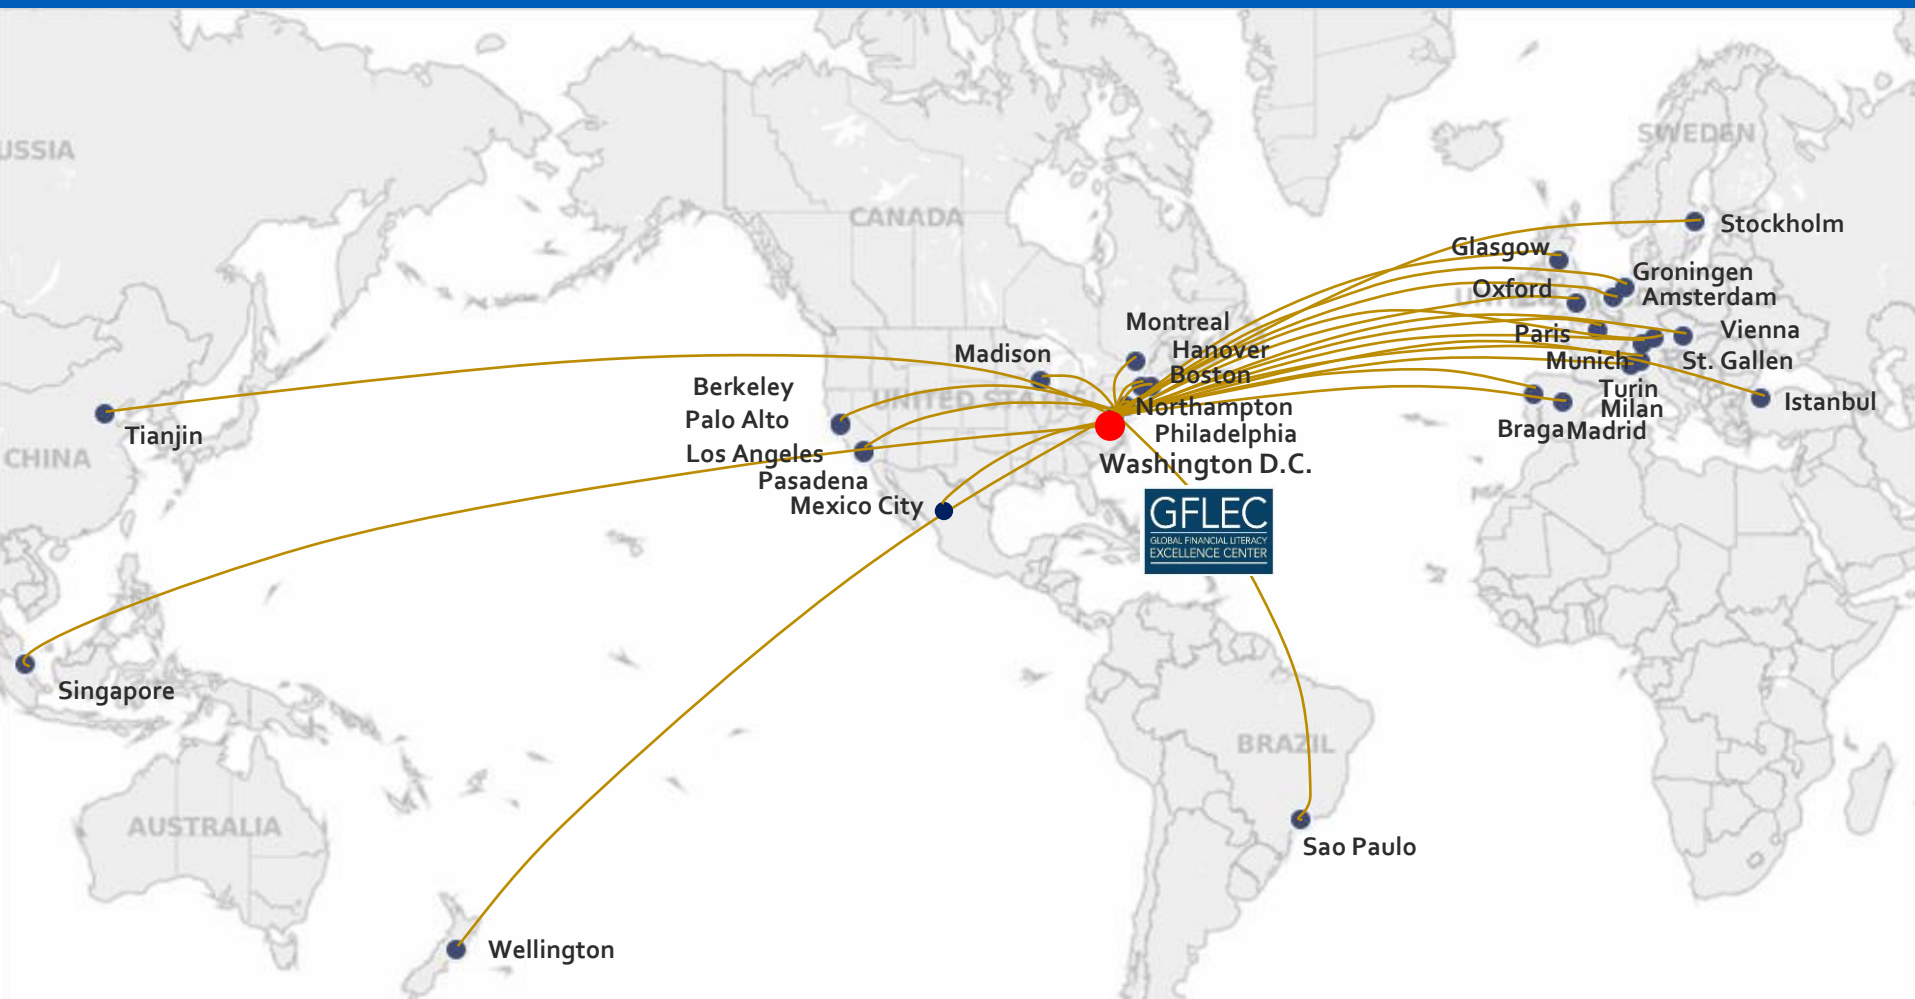 USSIA
SWEDEN
CANADA
Stockholm
Glasgow
Groningen
Oxford
Amsterdam
Montreal
Paris
Vienna
Madison
Hanover
Munich
St. Gallen
Boston
Berkeley
Turin
UNITED STATES
Istanbul
Northampton
Milan
Palo Alto
Tianjin
Philadelphia
Braga
Madrid
Los Angeles
CHINA
Washington D.C.
Pasadena
Mexico City
GFLEC
GLOBAL FINANCIAL LITERACY
EXCELLENCE CENTER
Singapore
BRAZIL
AUSTRALIA
Sao Paulo
Wellington